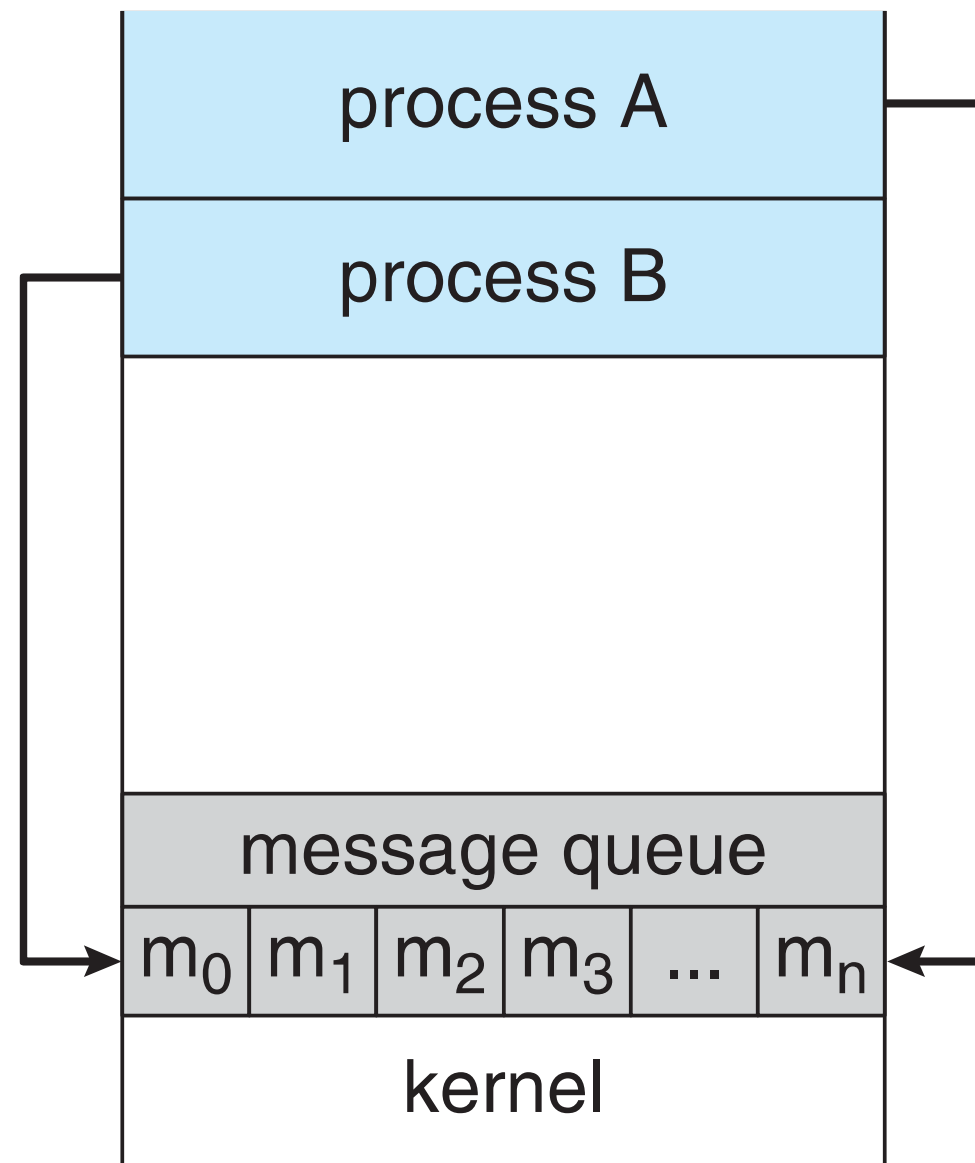 process A
process B
message queue
m₀ m₁ m₂ m₃ ... mₙ
kernel